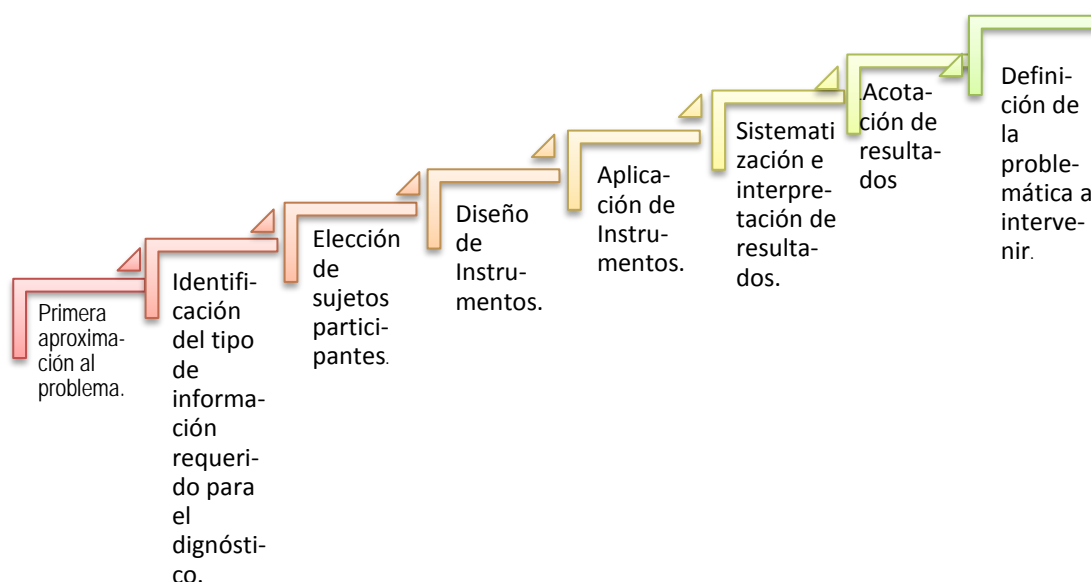 Primera
aproxima-
ción al
problema.
Identifi-
cación
del tipo
de
informa-
ción
requeri-
do para
el
dignósti-
co.
Elección
de
sujetos
partici-
pantes.
Diseño
de
Instru-
mentos.
Aplica-
ción de
Instru-
mentos.
Sistemati
zación e
interpre-
tación de
resulta-
dos.
.Acota-
ción de
resulta-
dos
Defini-
ción de
la
proble-
mática a
interve-
nir.